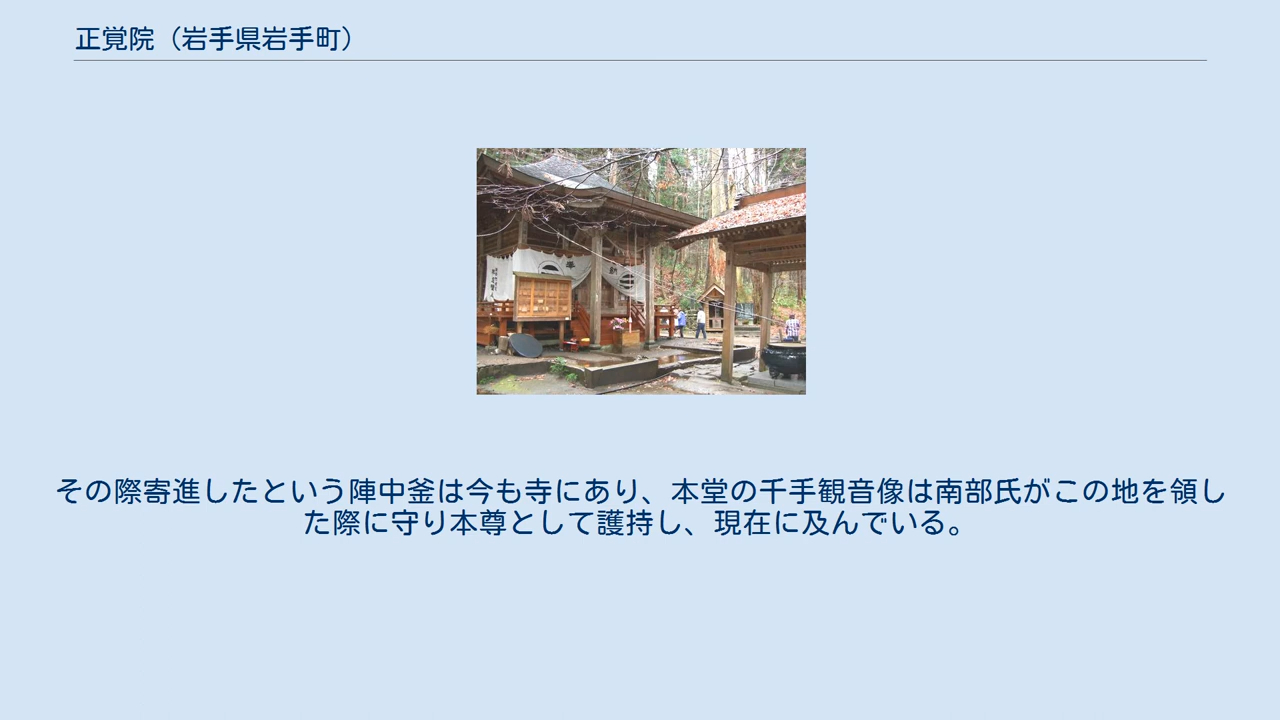 正覚院（岩手県岩手町）
その際寄進したという陣中釜は今も寺にあり、本堂の千手観音像は南部氏がこの地を領し
た際に守り本尊として護持し、現在に及んでいる。